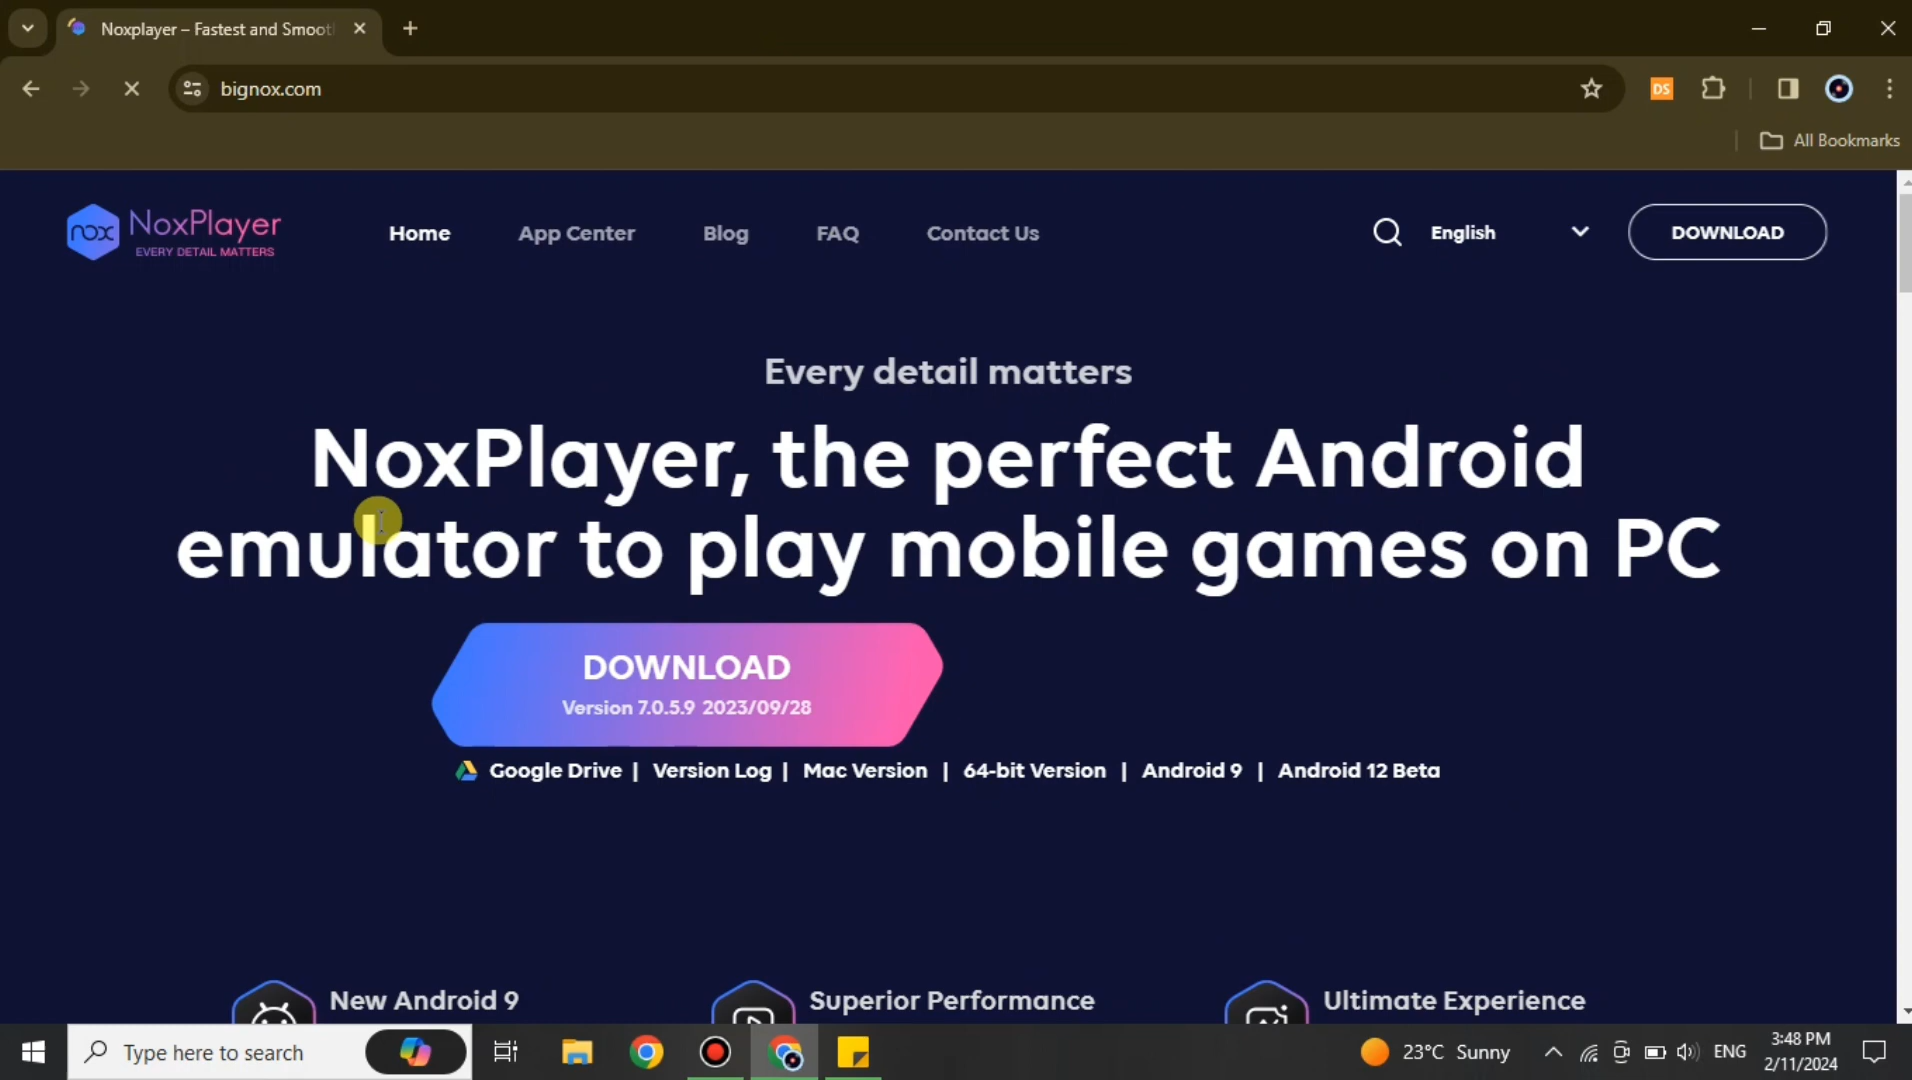 Noxplayer – Fastest and Smoot
bignox.com
DS
All Bookmarks
nox NoxPlayer
EVERY DETAIL MATTERS
Home App Center Blog FAQ Contact Us English DOWNLOAD
Every detail matters
NoxPlayer, the perfect Android
emulator to play mobile games on PC
DOWNLOAD
Version 7.0.5.9 2023/09/28
Google Drive | Version Log | Mac Version | 64-bit Version | Android 9 | Android 12 Beta
New Android 9 Superior Performance Ultimate Experience
Type here to search 23°C Sunny ENG 3:48 PM
2/11/2024